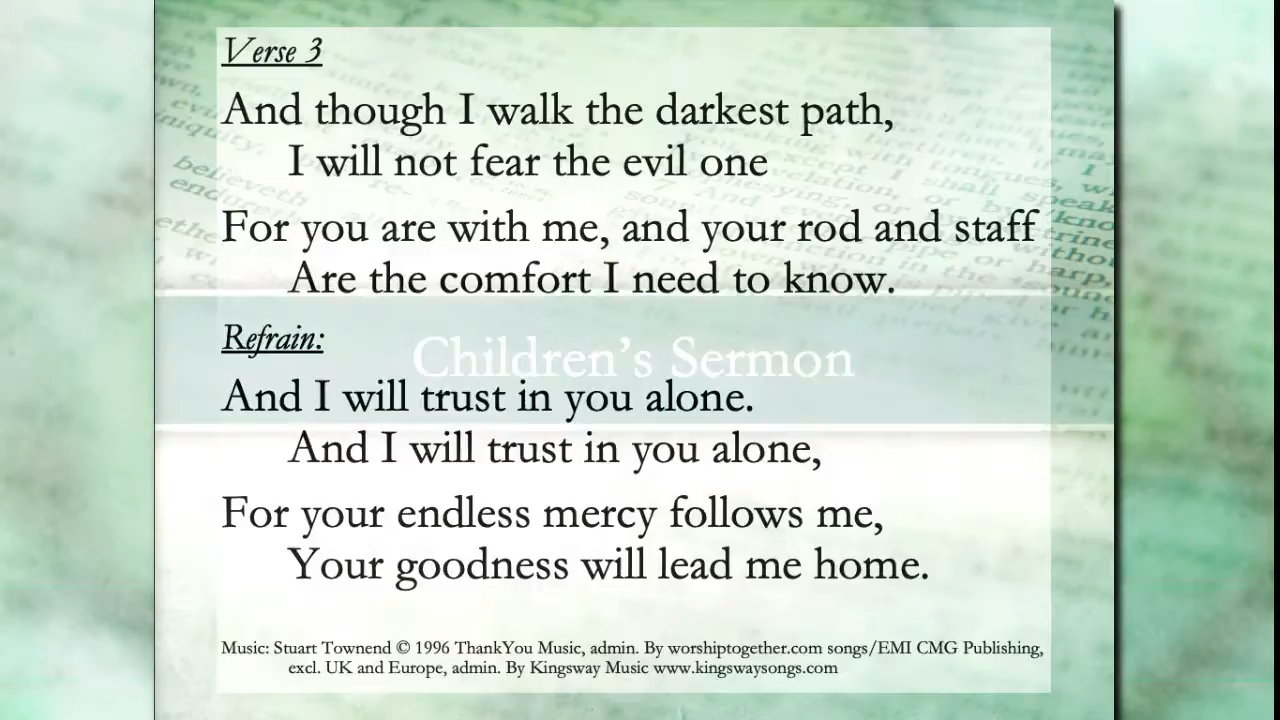 Verse 3
And though I walk the darkest path,
I will not fear the evil one
For you are with me, and your rod and staff
Are the comfort I need to know.
Refrain:
Children's Sermon
And I will trust in you alone.
And I will trust in you alone,
For your endless mercy follows me,
Your goodness will lead me home.
Music: Stuart Townend © 1996 ThankYou Music, admin. By worshiptogether.com songs/EMI CMG Publishing,
excl. UK and Europe, admin. By Kingsway Music www.kingswaysongs.com